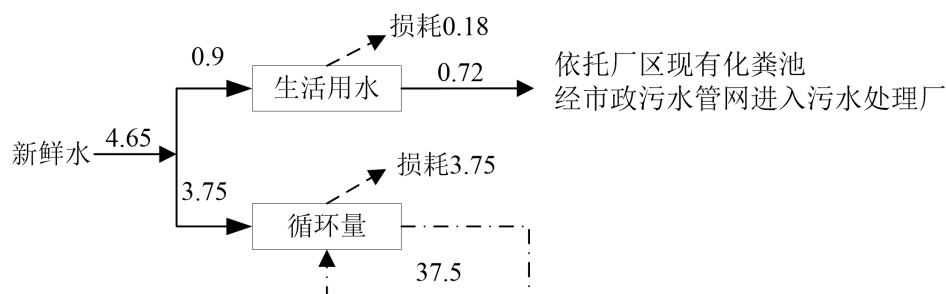 损耗0.18
0.9
生活用水
0.72
依托厂区现有化粪池
经市政污水管网进入污水处理厂
新鲜水
4.65
3.75
损耗3.75
循环量
37.5